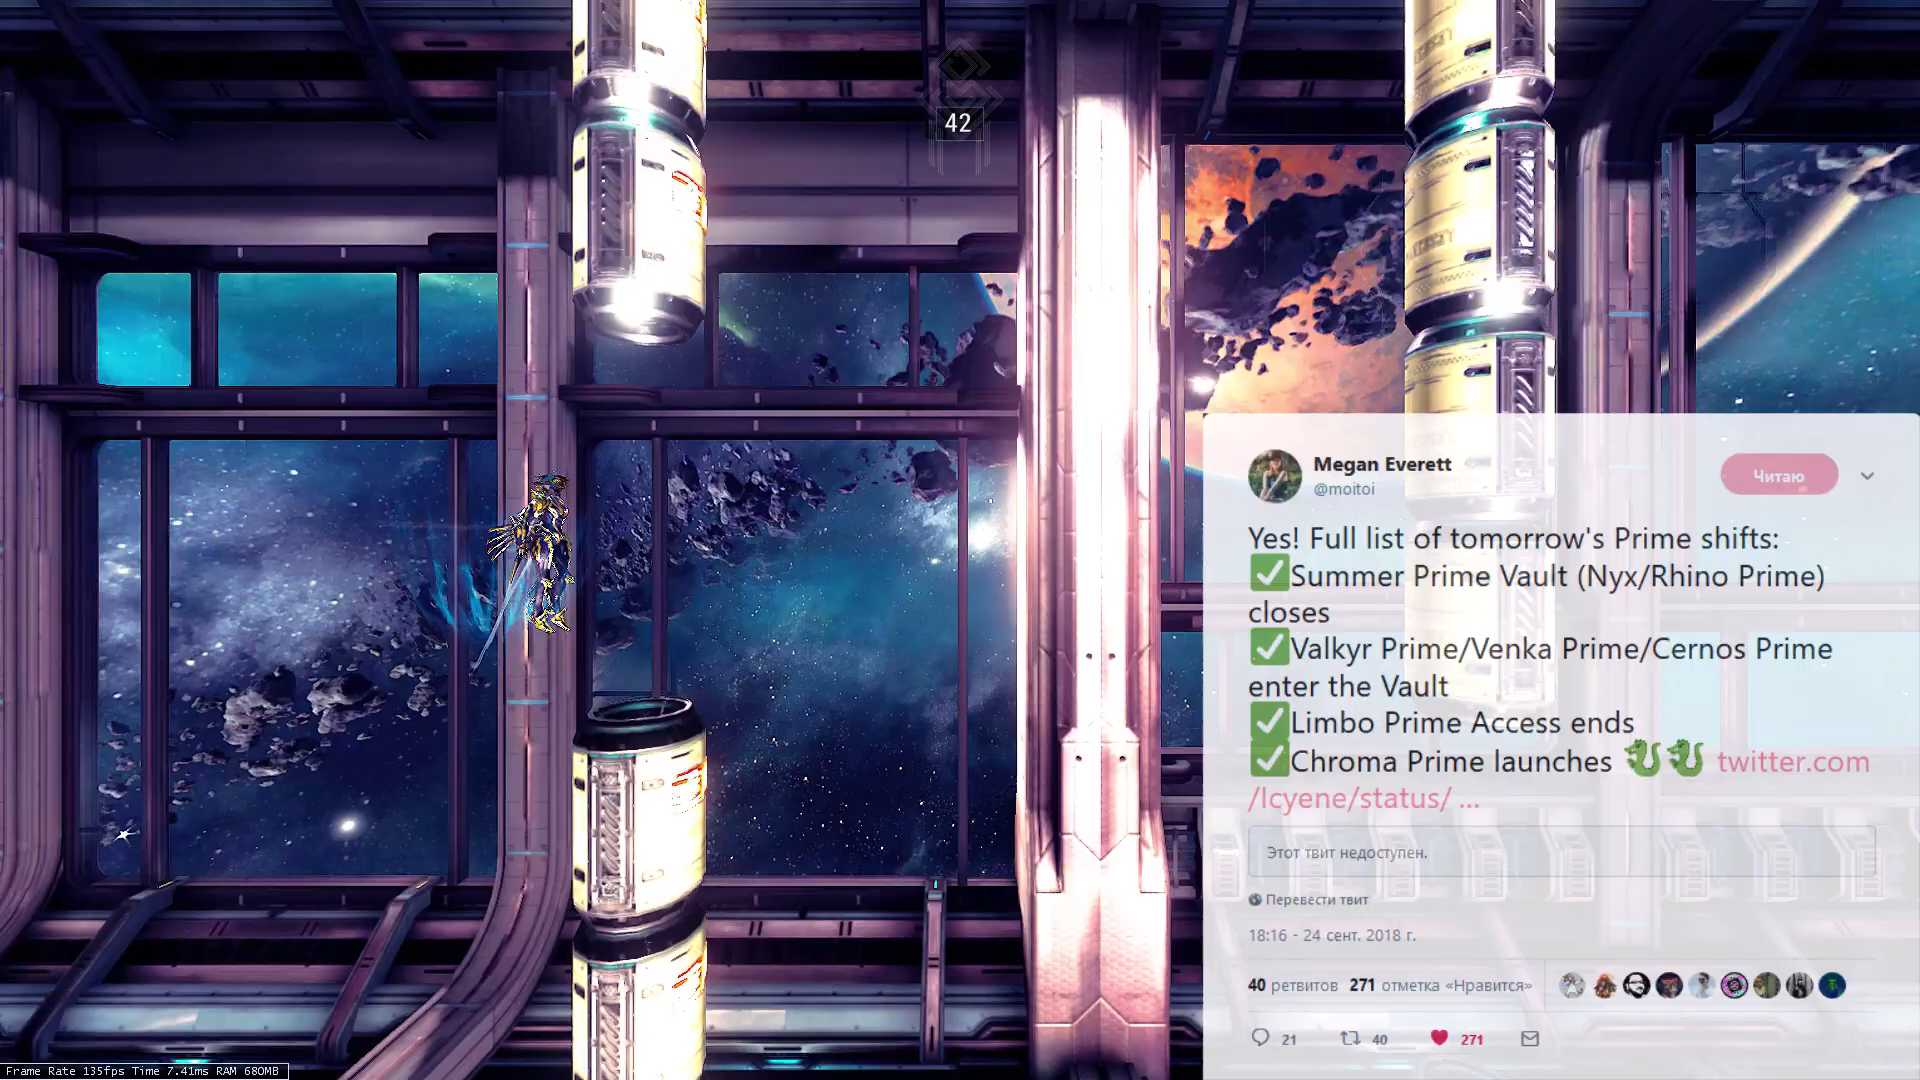 42
Megan Everett
@moitoi
Читаю
Yes! Full list of tomorrow's Prime shifts:
✅Summer Prime Vault (Nyx/Rhino Prime)
closes
✅Valkyr Prime/Venka Prime/Cernos Prime
enter the Vault
✅Limbo Prime Access ends
✅Chroma Prime launches 🐉🐉 twitter.com
/Icyene/status/ ...
Этот твит недоступен.
Перевести твит
18:16 - 24 сент. 2018 г.
40 ретвитов 271 отметка «Нравится»
21 40 271
Frame Rate 135fps Time 7.41ms RAM 680MB